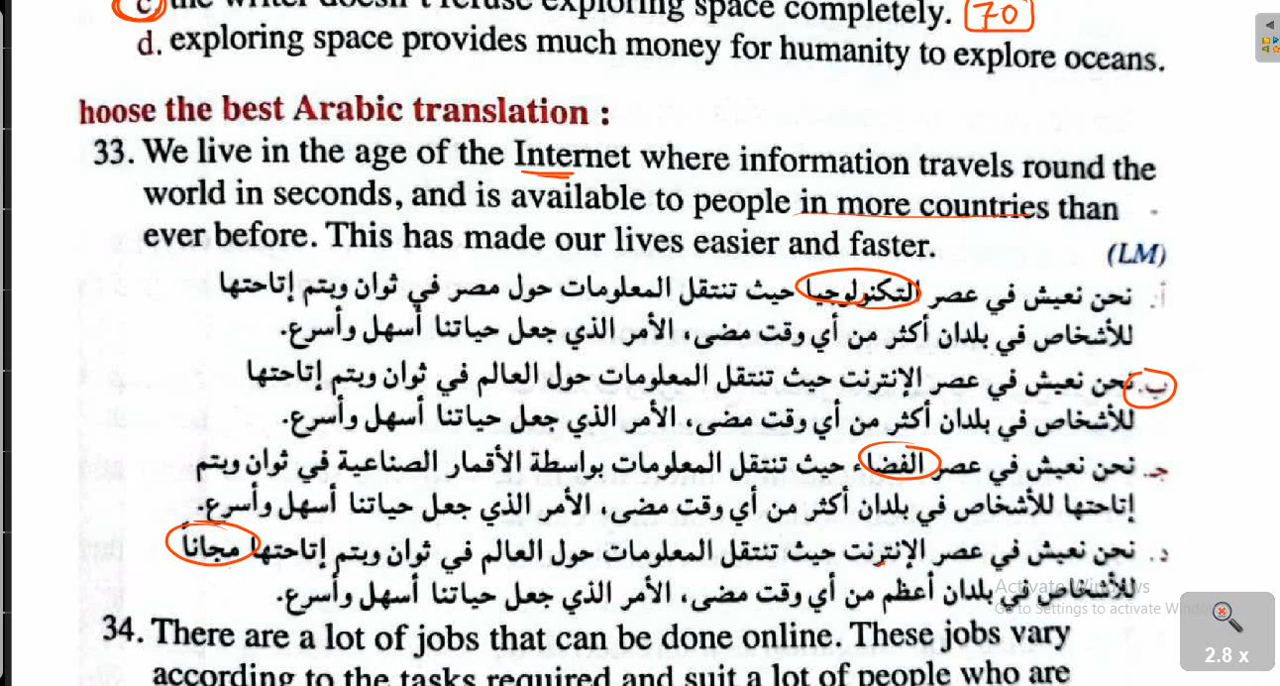 c. the writer doesn't refuse exploring space completely. 70
d. exploring space provides much money for humanity to explore oceans.
hoose the best Arabic translation :
33. We live in the age of the Internet where information travels round the
world in seconds, and is available to people in more countries than
ever before. This has made our lives easier and faster. (LM)
أ. نحن نعيش في عصر التكنولوجيا حيث تنتقل المعلومات حول مصر في ثوان ويتم إتاحتها
للأشخاص في بلدان أكثر من أي وقت مضى، الأمر الذي جعل حياتنا أسهل وأسرع.
ب. نحن نعيش في عصر الإنترنت حيث تنتقل المعلومات حول العالم في ثوان ويتم إتاحتها
للأشخاص في بلدان أكثر من أي وقت مضى، الأمر الذي جعل حياتنا أسهل وأسرع.
جـ. نحن نعيش في عصر الفضاء حيث تنتقل المعلومات بواسطة الأقمار الصناعية في ثوان ويتم
إتاحتها للأشخاص في بلدان أكثر من أي وقت مضى، الأمر الذي جعل حياتنا أسهل وأسرع.
د. نحن نعيش في عصر الإنترنت حيث تنتقل المعلومات حول العالم في ثوان ويتم إتاحتها مجاناً
للأشخاص في بلدان أعظم من أي وقت مضى، الأمر الذي جعل حياتنا أسهل وأسرع.
Activate Windows
Go to Settings to activate Wind
34. There are a lot of jobs that can be done online. These jobs vary
2.8 x
according to the tasks required and suit a lot of people who are